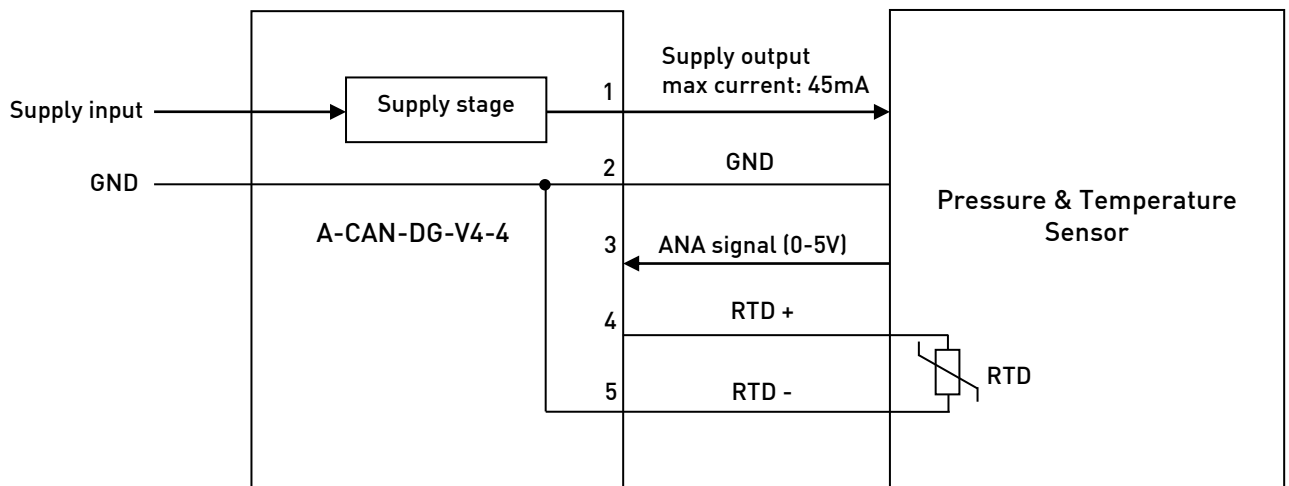 Supply output
max current: 45mA
Supply input
Supply stage
1
GND
2
GND
Pressure & Temperature
Sensor
A-CAN-DG-V4-4
3
ANA signal (0-5V)
4
RTD +
RTD
5
RTD -